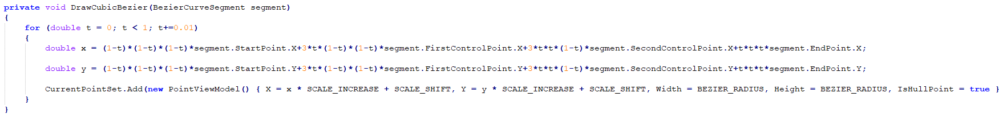 private void DrawCubicBezier(BezierCurveSegment segment)
{
for (double t = 0; t < 1; t+=0.01)
{
double x = (1-t)*(1-t)*(1-t)*segment.StartPoint.X+3*t*(1-t)*(1-t)*segment.FirstControlPoint.X+3*t*t*(1-t)*segment.SecondControlPoint.X+t*t*t*segment.EndPoint.X;
double y = (1-t)*(1-t)*(1-t)*segment.StartPoint.Y+3*t*(1-t)*(1-t)*segment.FirstControlPoint.Y+3*t*t*(1-t)*segment.SecondControlPoint.Y+t*t*t*segment.EndPoint.Y;
CurrentPointSet.Add(new PointViewModel() { X = x * SCALE_INCREASE + SCALE_SHIFT, Y = y * SCALE_INCREASE + SCALE_SHIFT, Width = BEZIER_RADIUS, Height = BEZIER_RADIUS, IsHullPoint = true }
}
}